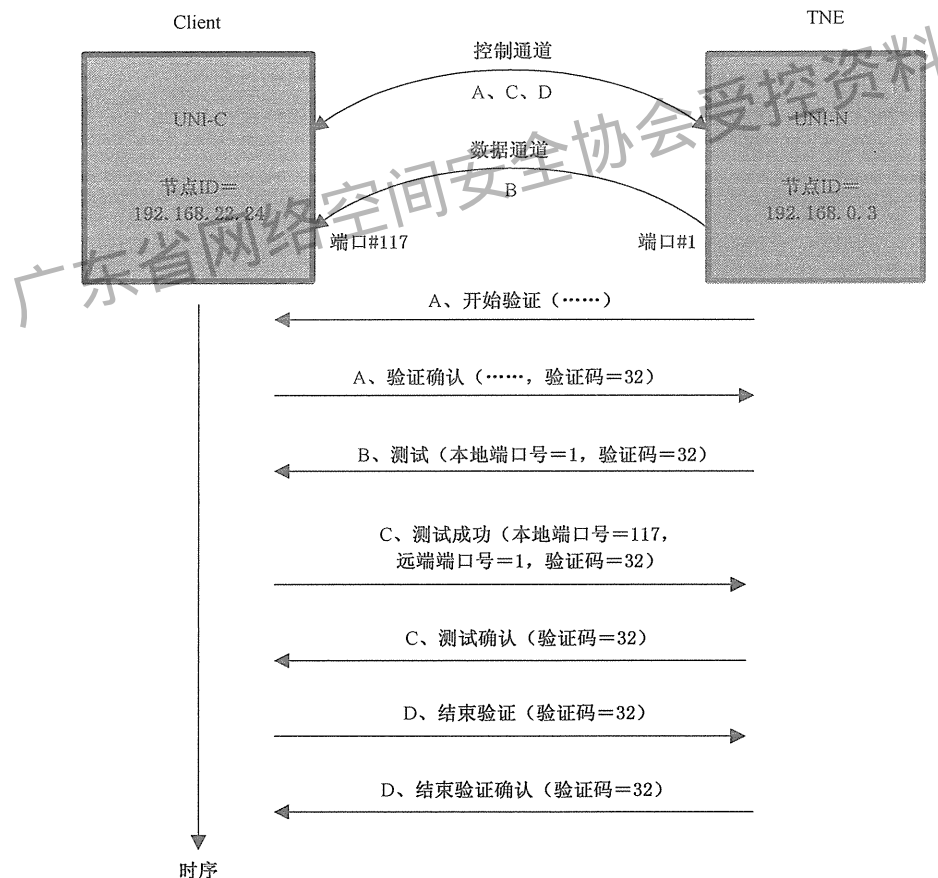 Client
TNE
控制通道
A、C、D
UNI-C
UNI-N
数据通道
B
节点ID＝
192.168.22.24
节点ID＝
192.168.0.3
端口#117
端口#1
广东省网络空间安全协会受控资料
A、开始验证（……）
A、验证确认（……，验证码＝32）
B、测试（本地端口号＝1，验证码＝32）
C、测试成功（本地端口号＝117，
远端端口号＝1，验证码＝32）
C、测试确认（验证码＝32）
D、结束验证（验证码＝32）
D、结束验证确认（验证码＝32）
时序